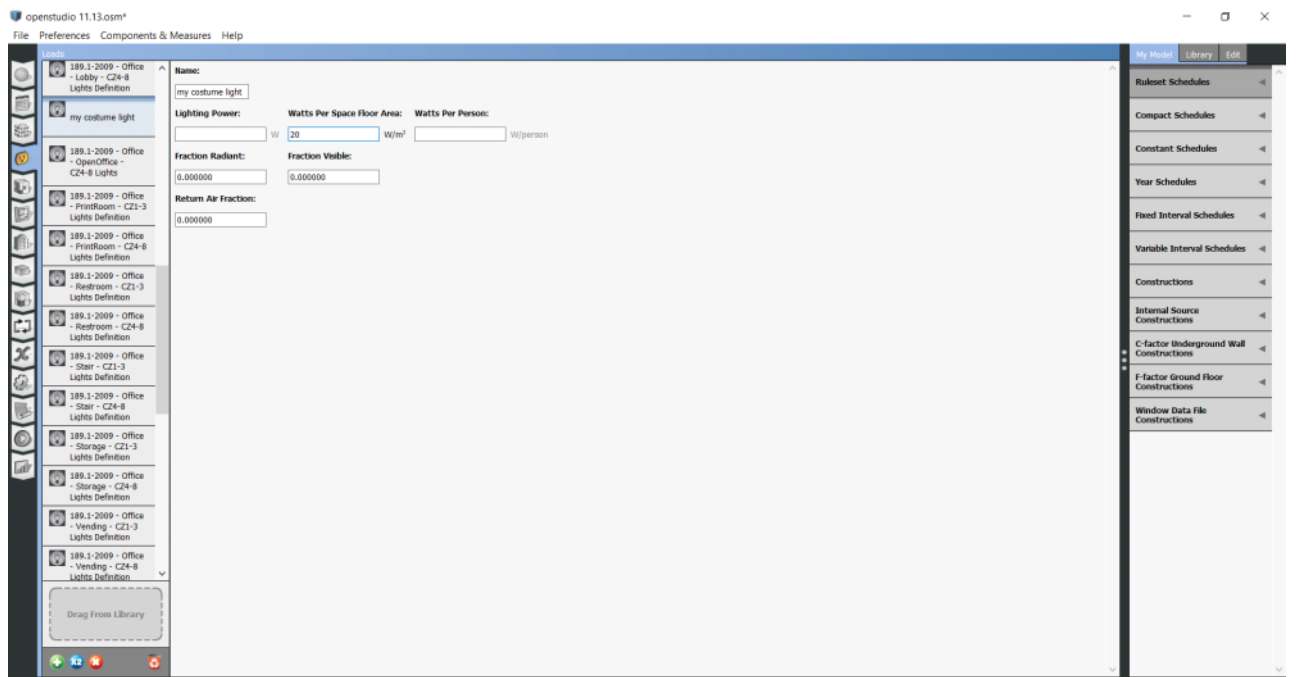 openstudio 11.13.osm*
File Preferences Components & Measures Help
Loads
189.1-2009 - Office
- Lobby - CZ4-8
Lights Definition
my costume light
189.1-2009 - Office
- OpenOffice -
CZ4-8 Lights
189.1-2009 - Office
- PrintRoom - CZ1-3
Lights Definition
189.1-2009 - Office
- PrintRoom - CZ4-8
Lights Definition
189.1-2009 - Office
- Restroom - CZ1-3
Lights Definition
189.1-2009 - Office
- Restroom - CZ4-8
Lights Definition
189.1-2009 - Office
- Stair - CZ1-3
Lights Definition
189.1-2009 - Office
- Stair - CZ4-8
Lights Definition
189.1-2009 - Office
- Storage - CZ1-3
Lights Definition
189.1-2009 - Office
- Storage - CZ4-8
Lights Definition
189.1-2009 - Office
- Vending - CZ1-3
Lights Definition
189.1-2009 - Office
- Vending - CZ4-8
Lights Definition
Drag From Library
X2
Name:
my costume light
Lighting Power: Watts Per Space Floor Area: Watts Per Person:
W 20 W/m² W/person
Fraction Radiant: Fraction Visible:
0.000000 0.000000
Return Air Fraction:
0.000000
My Model Library Edit
Ruleset Schedules
Compact Schedules
Constant Schedules
Year Schedules
Fixed Interval Schedules
Variable Interval Schedules
Constructions
Internal Source
Constructions
C-factor Underground Wall
Constructions
F-factor Ground Floor
Constructions
Window Data File
Constructions